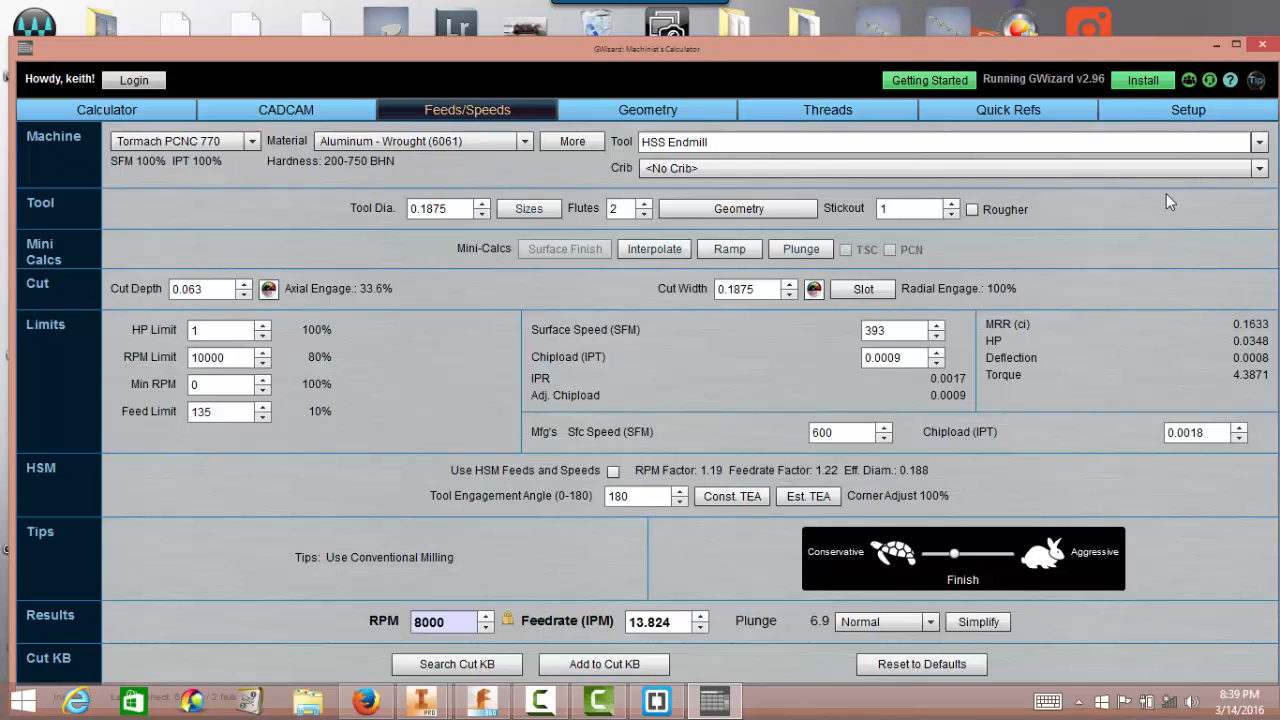 Lr
GWizard: Machinist's Calculator
Howdy, keith! Login Getting Started Running GWizard v2.96 Install ? Tip
Calculator CADCAM Feeds/Speeds Geometry Threads Quick Refs Setup
Machine Tormach PCNC 770 Material Aluminum - Wrought (6061) More Tool HSS Endmill
SFM 100% IPT 100% Hardness: 200-750 BHN Crib <No Crib>
Tool Tool Dia. 0.1875 Sizes Flutes 2 Geometry Stickout 1 Rougher
Mini Calcs Mini-Calcs Surface Finish Interpolate Ramp Plunge TSC PCN
Cut Cut Depth 0.063 Axial Engage.: 33.6% Cut Width 0.1875 Slot Radial Engage.: 100%
Limits HP Limit 1 100% Surface Speed (SFM) 393 MRR (ci) 0.1633
HP 0.0348
RPM Limit 10000 80% Chipload (IPT) 0.0009 Deflection 0.0008
IPR 0.0017 Torque 4.3871
Min RPM 0 100% Adj. Chipload 0.0009
Feed Limit 135 10%
Mfg's Sfc Speed (SFM) 600 Chipload (IPT) 0.0018
HSM Use HSM Feeds and Speeds RPM Factor: 1.19 Feedrate Factor: 1.22 Eff. Diam.: 0.188
Tool Engagement Angle (0-180) 180 Const. TEA Est. TEA Corner Adjust 100%
Tips Tips: Use Conventional Milling Conservative Aggressive
Finish
Results RPM 8000 Feedrate (IPM) 13.824 Plunge 6.9 Normal Simplify
Cut KB Search Cut KB Add to Cut KB Reset to Defaults
8:39 PM
3/14/2016